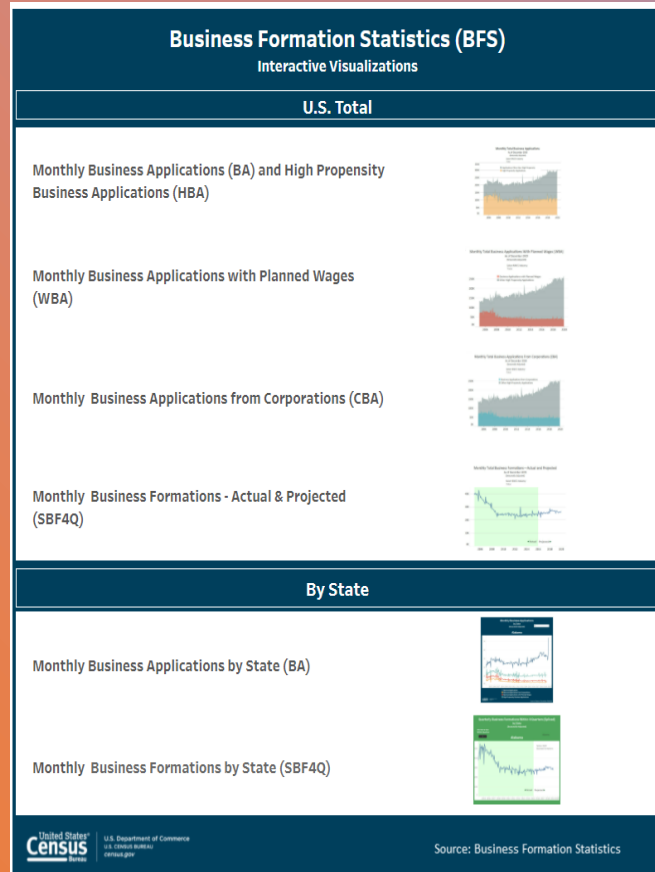 Business Formation Statistics (BFS)
Interactive Visualizations
U.S. Total
Monthly Business Applications (BA) and High Propensity
Business Applications (HBA)
Monthly Business Applications with Planned Wages
(WBA)
Monthly Business Applications from Corporations (CBA)
Monthly Business Formations - Actual & Projected
(SBF4Q)
By State
Monthly Business Applications by State (BA)
Monthly Business Formations by State (SBF4Q)
United States®
Census
Bureau
U.S. Department of Commerce
U.S. CENSUS BUREAU
census.gov
Source: Business Formation Statistics